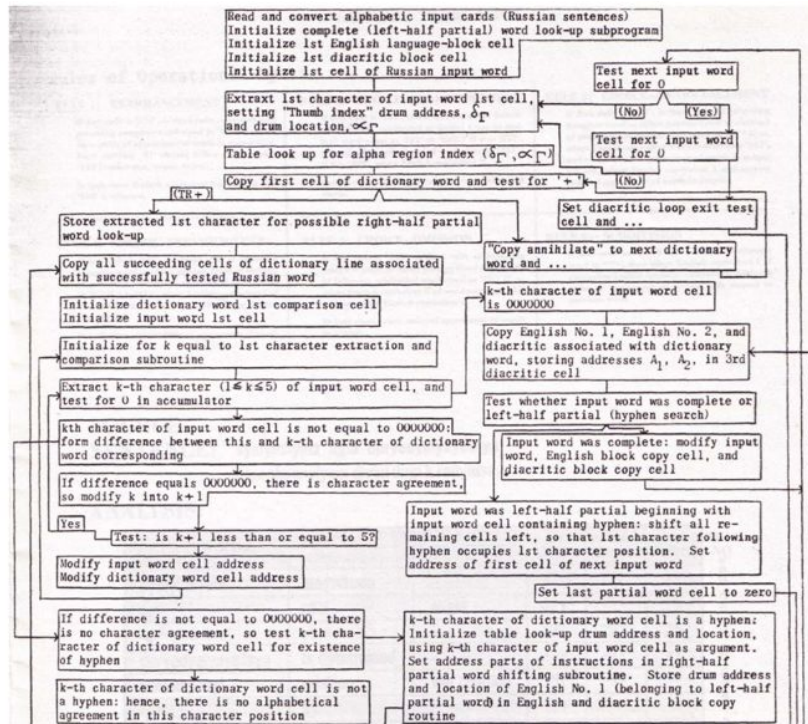 Read and convert alphabetic input cards (Russian sentences)
Initialize complete (left-half partial) word look-up subprogram
Initialize lst English language-block cell
Initialize lst diacritic block cell
Initialize lst cell of Russian input word
Test next input word
cell for 0
Extraxt lst character of input word lst cell,
setting "Thumb index" drum address, δΓ
and drum location, αΓ
(No)
(Yes)
Test next input word
cell for 0
Table look up for alpha region index (δΓ, αΓ)
Copy first cell of dictionary word and test for '+'
(No)
(TR+)
Set diacritic loop exit test
cell and ...
Store extracted lst character for possible right-half partial
word look-up
"Copy annihilate" to next dictionary
word and ...
Copy all succeeding cells of dictionary line associated
with successfully tested Russian word
k-th character of input word cell
is 0000000
Initialize dictionary word lst comparison cell
Initialize input word lst cell
Copy English No. 1, English No. 2, and
diacritic associated with dictionary
word, storing addresses A1, A2, in 3rd
diacritic cell
Initialize for k equal to lst character extraction and
comparison subroutine
Extract k-th character (1≤k≤5) of input word cell, and
test for 0 in accumulator
Test whether input word was complete or
left-half partial (hyphen search)
kth character of input word cell is not equal to 0000000:
form difference between this and k-th character of dictionary
word corresponding
Input word was complete: modify input
word, English block copy cell, and
diacritic block copy cell
If difference equals 0000000, there is character agreement,
so modify k into k+1
Input word was left-half partial beginning with
input word cell containing hyphen: shift all re-
maining cells left, so that lst character following
hyphen occupies lst character position. Set
address of first cell of next input word
Yes
Test: is k+1 less than or equal to 5?
Modify input word cell address
Modify dictionary word cell address
Set last partial word cell to zero
If difference is not equal to 0000000, there
is no character agreement, so test k-th cha-
racter of dictionary word cell for existence
of hyphen
k-th character of dictionary word cell is a hyphen:
Initialize table look-up drum address and location,
using k-th character of input word cell as argument.
Set address parts of instructions in right-half
partial word shifting subroutine. Store drum address
and location of English No. 1 (belonging to left-half
partial word) in English and diacritic block copy
routine
k-th character of dictionary word cell is not
a hyphen: hence, there is no alphabetical
agreement in this character position